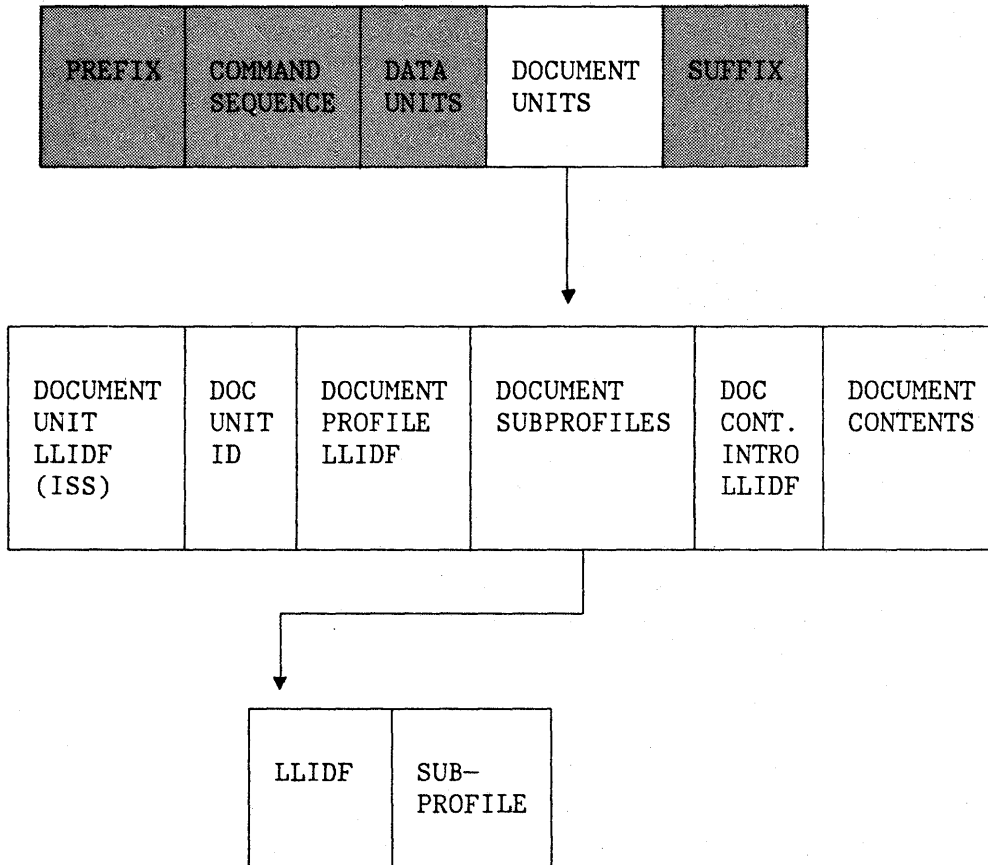 PREFIX
COMMAND
SEQUENCE
DATA
UNITS
DOCUMENT
UNITS
SUFFIX
DOCUMENT
UNIT
LLIDF
(ISS)
DOC
UNIT
ID
DOCUMENT
PROFILE
LLIDF
DOCUMENT
SUBPROFILES
DOC
CONT.
INTRO
LLIDF
DOCUMENT
CONTENTS
LLIDF
SUB-
PROFILE